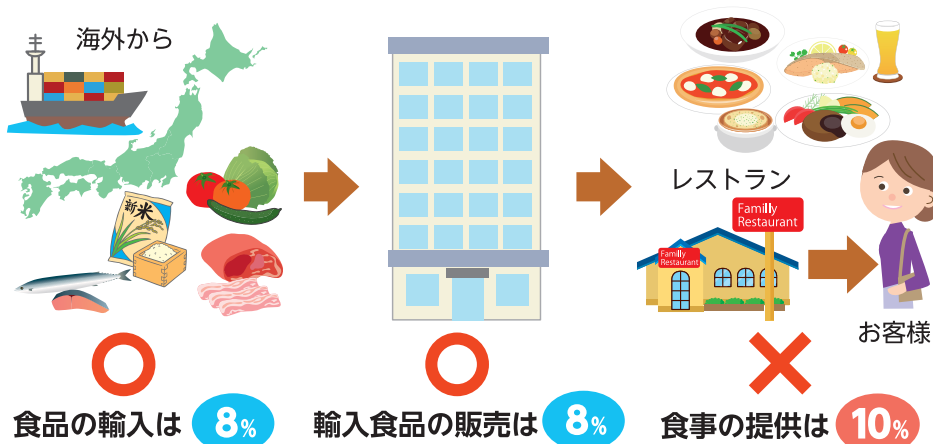 海外から
新米
レストラン
Familly
Restaurant
Familly
Restaurant
お客様
食品の輸入は 8%
輸入食品の販売は 8%
食事の提供は 10%